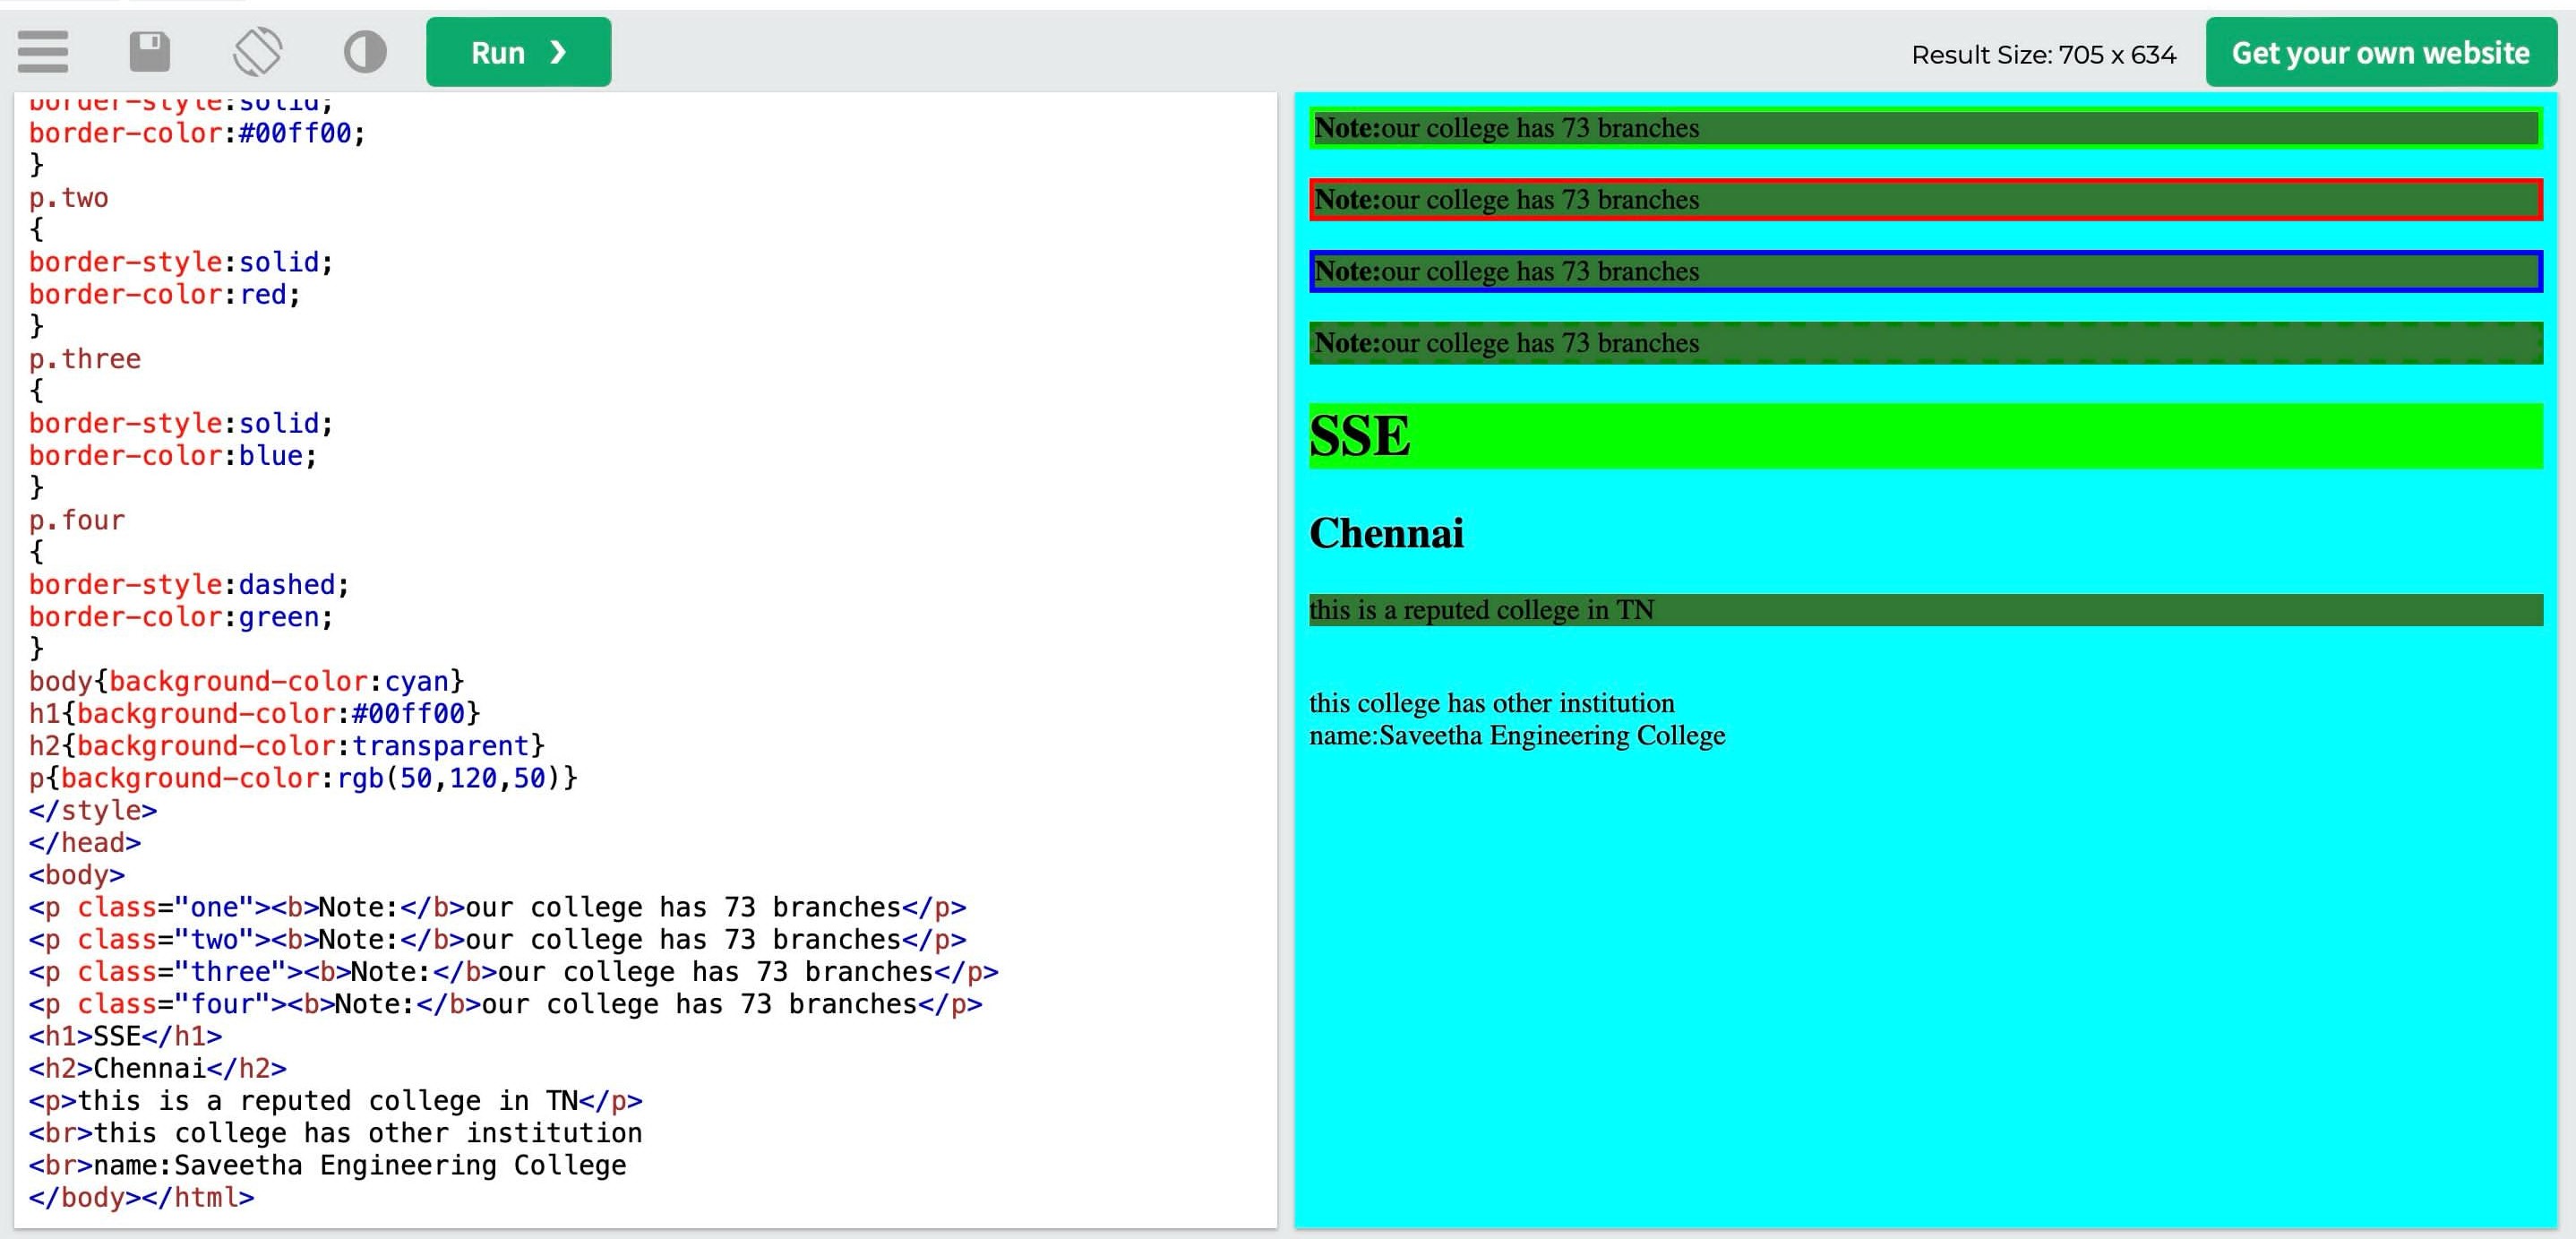 Run ❯
Result Size: 705 x 634
Get your own website
border-style:solid;
border-color:#00ff00;
}
p.two
{
border-style:solid;
border-color:red;
}
p.three
{
border-style:solid;
border-color:blue;
}
p.four
{
border-style:dashed;
border-color:green;
}
body{background-color:cyan}
h1{background-color:#00ff00}
h2{background-color:transparent}
p{background-color:rgb(50,120,50)}
</style>
</head>
<body>
<p class="one"><b>Note:</b>our college has 73 branches</p>
<p class="two"><b>Note:</b>our college has 73 branches</p>
<p class="three"><b>Note:</b>our college has 73 branches</p>
<p class="four"><b>Note:</b>our college has 73 branches</p>
<h1>SSE</h1>
<h2>Chennai</h2>
<p>this is a reputed college in TN</p>
<br>this college has other institution
<br>name:Saveetha Engineering College
</body></html>
Note:our college has 73 branches
Note:our college has 73 branches
Note:our college has 73 branches
Note:our college has 73 branches
SSE
Chennai
this is a reputed college in TN
this college has other institution
name:Saveetha Engineering College